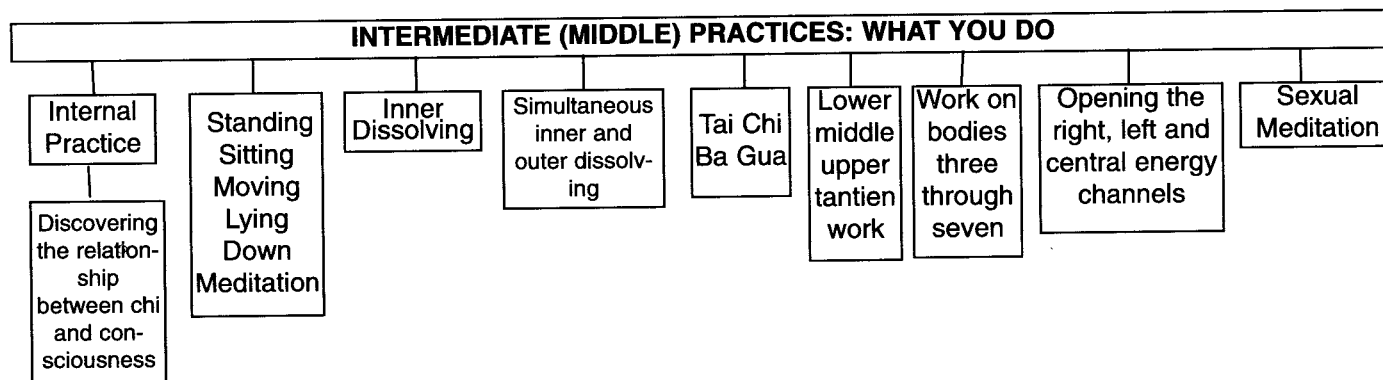 INTERMEDIATE (MIDDLE) PRACTICES: WHAT YOU DO
Internal
Practice
Discovering
the relation-
ship
between chi
and con-
sciousness
Standing
Sitting
Moving
Lying
Down
Meditation
Inner
Dissolving
Simultaneous
inner and
outer dissolv-
ing
Tai Chi
Ba Gua
Lower
middle
upper
tantien
work
Work on
bodies
three
through
seven
Opening the
right, left and
central energy
channels
Sexual
Meditation